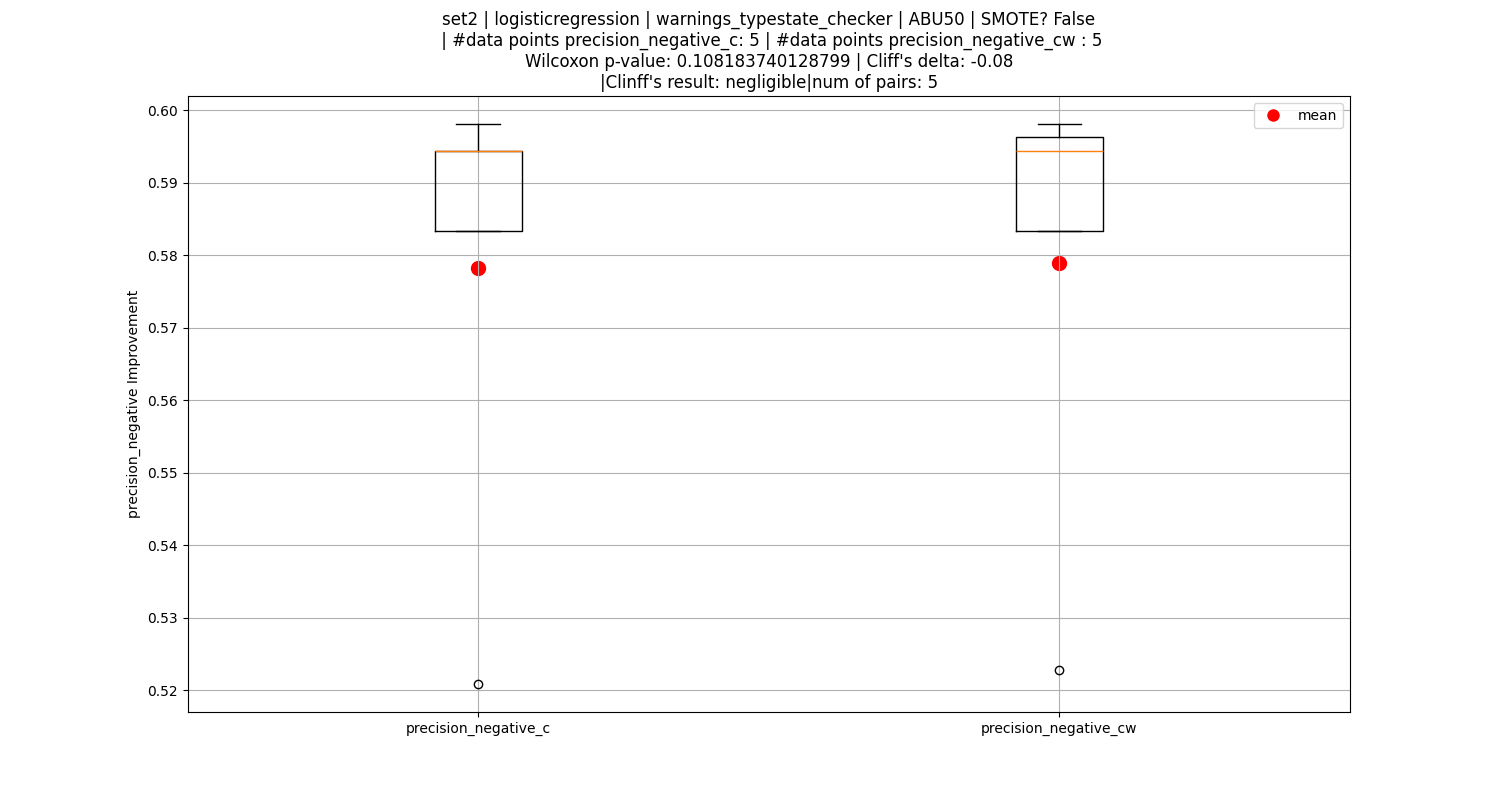 set2 | logisticregression | warnings_typestate_checker | ABU50 | SMOTE? False
| #data points precision_negative_c: 5 | #data points precision_negative_cw : 5
Wilcoxon p-value: 0.108183740128799 | Cliff's delta: -0.08
|Clinff's result: negligible|num of pairs: 5
mean
0.60
0.59
0.58
0.57
0.56
0.55
0.54
0.53
0.52
precision_negative Improvement
precision_negative_c
precision_negative_cw